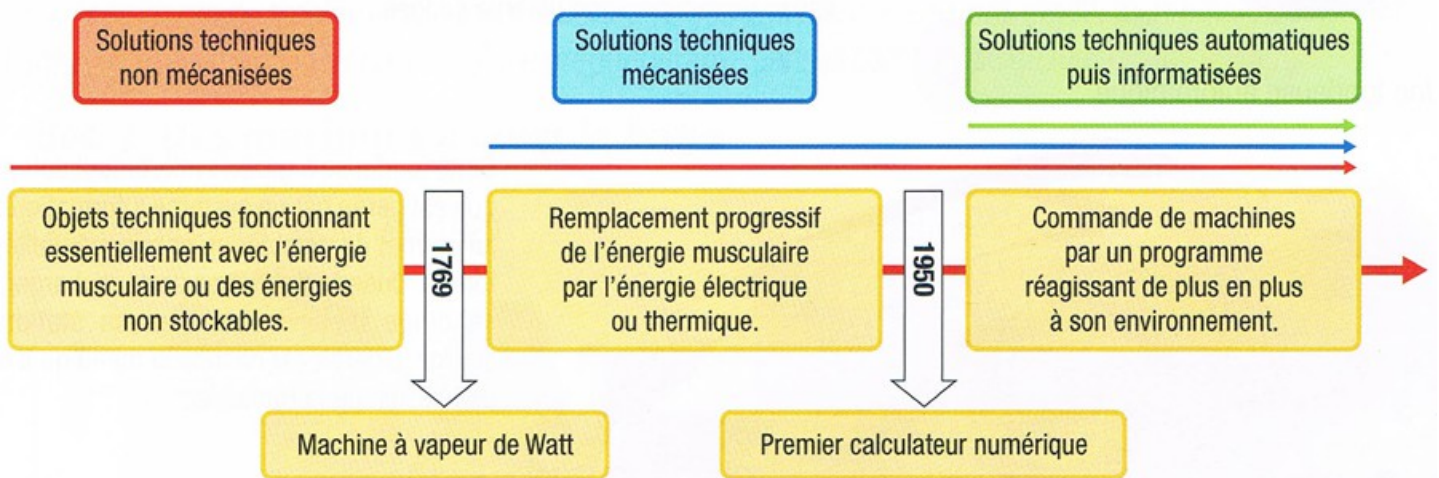 Solutions techniques
non mécanisées
Solutions techniques
mécanisées
Solutions techniques automatiques
puis informatisées
Objets techniques fonctionnant
essentiellement avec l'énergie
musculaire ou des énergies
non stockables.
1769
Remplacement progressif
de l'énergie musculaire
par l'énergie électrique
ou thermique.
1950
Commande de machines
par un programme
réagissant de plus en plus
à son environnement.
Machine à vapeur de Watt
Premier calculateur numérique